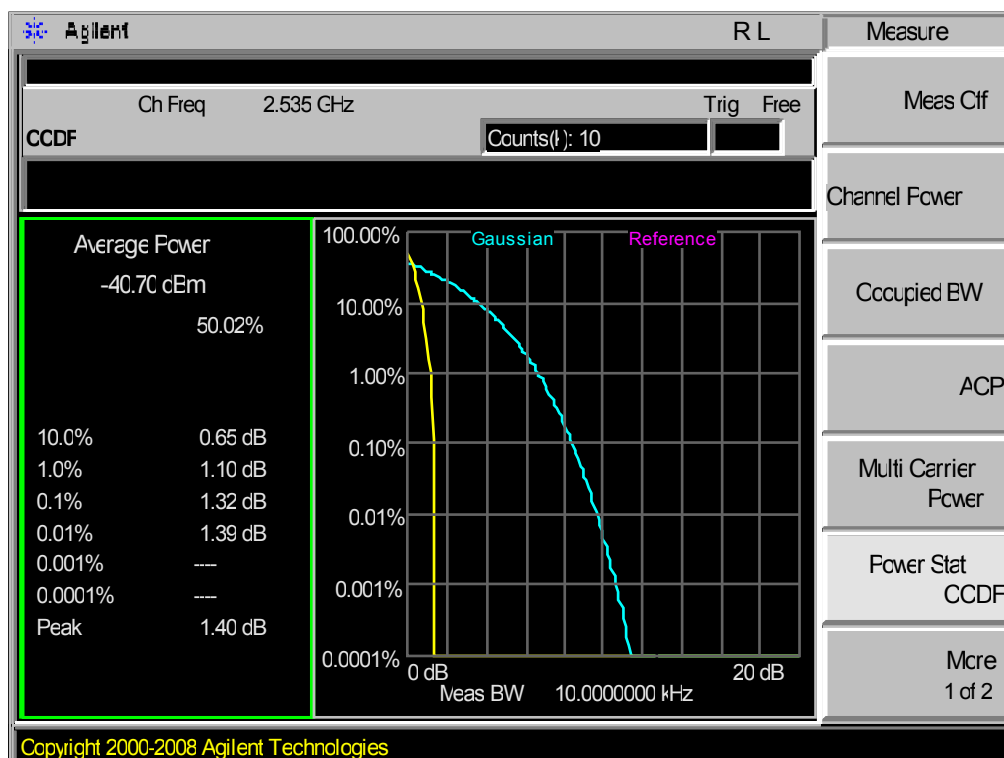 Agilent
R L
Measure
Ch Freq 2.535 GHz
Trig Free
CCDF
Counts(k): 10
Meas Off
Channel Power
Occupied BW
ACP
Multi Carrier
Power
Power Stat
CCDF
More
1 of 2
Average Power
-40.70 dBm
50.02%
10.0% 0.65 dB
1.0% 1.10 dB
0.1% 1.32 dB
0.01% 1.39 dB
0.001% ----
0.0001% ----
Peak 1.40 dB
Gaussian
Reference
100.00%
10.00%
1.00%
0.10%
0.01%
0.001%
0.0001%
0 dB
20 dB
Meas BW 10.0000000 kHz
Copyright 2000-2008 Agilent Technologies